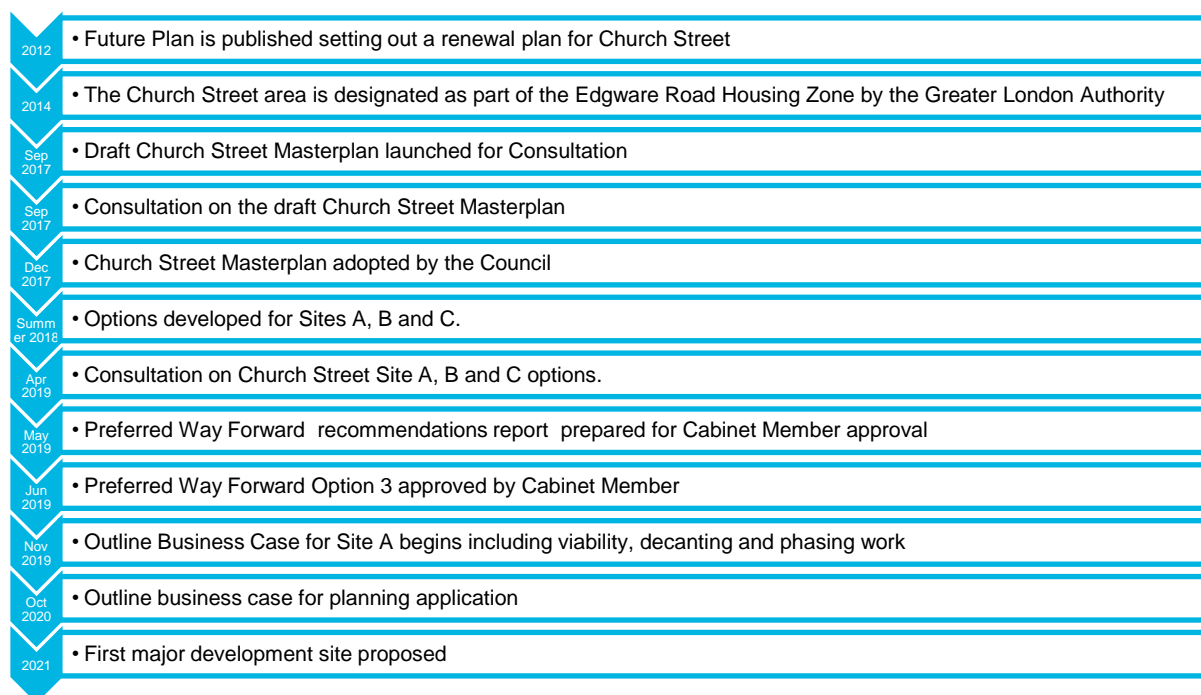 2012
• Future Plan is published setting out a renewal plan for Church Street
2014
• The Church Street area is designated as part of the Edgware Road Housing Zone by the Greater London Authority
Sep
2017
• Draft Church Street Masterplan launched for Consultation
Sep
2017
• Consultation on the draft Church Street Masterplan
Dec
2017
• Church Street Masterplan adopted by the Council
Summ
er 2018
• Options developed for Sites A, B and C.
Apr
2019
• Consultation on Church Street Site A, B and C options.
May
2019
• Preferred Way Forward recommendations report prepared for Cabinet Member approval
Jun
2019
• Preferred Way Forward Option 3 approved by Cabinet Member
Nov
2019
• Outline Business Case for Site A begins including viability, decanting and phasing work
Oct
2020
• Outline business case for planning application
2021
• First major development site proposed